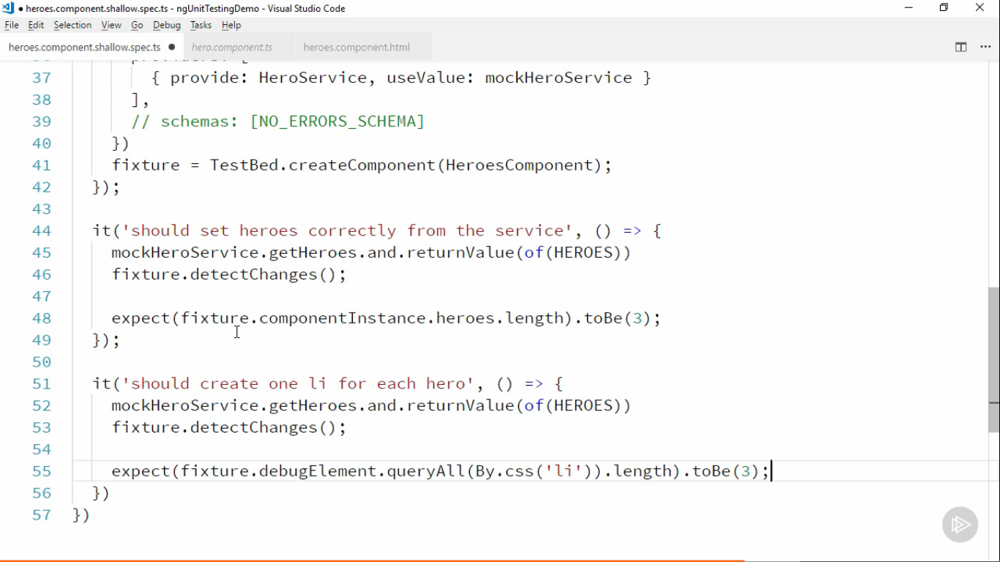 heroes.component.shallow.spec.ts - ngUnitTestingDemo - Visual Studio Code
File Edit Selection View Go Debug Tasks Help
heroes.component.shallow.spec.ts hero.component.ts heroes.component.html
37 { provide: HeroService, useValue: mockHeroService }
38 ],
39 // schemas: [NO_ERRORS_SCHEMA]
40 })
41 fixture = TestBed.createComponent(HeroesComponent);
42 });
43
44 it('should set heroes correctly from the service', () => {
45 mockHeroService.getHeroes.and.returnValue(of(HEROES))
46 fixture.detectChanges();
47
48 expect(fixture.componentInstance.heroes.length).toBe(3);
49 });
50
51 it('should create one li for each hero', () => {
52 mockHeroService.getHeroes.and.returnValue(of(HEROES))
53 fixture.detectChanges();
54
55 expect(fixture.debugElement.queryAll(By.css('li')).length).toBe(3);
56 })
57 })